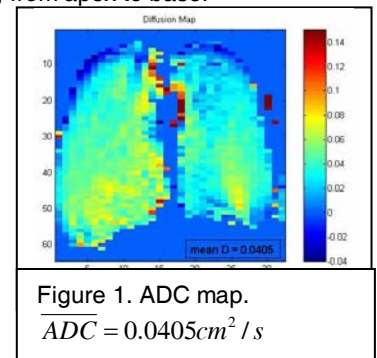 from apex to base.
Diffusion Map
0.14
0.12
0.1
0.08
0.06
0.04
0.02
0
-0.02
-0.04
10
20
30
40
50
60
mean D = 0.0405
5 10 15 20 25 30
Figure 1. ADC map.
ADC = 0.0405cm² / s